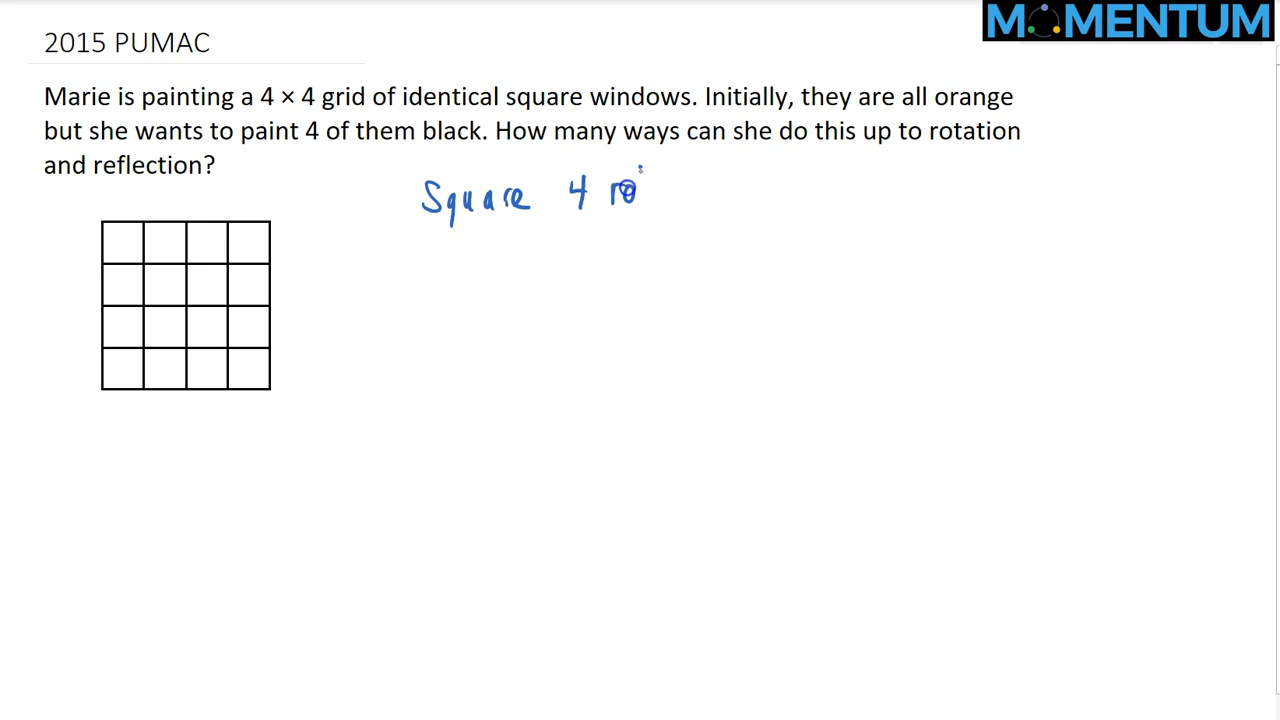 MOMENTUM
2015 PUMAC
Marie is painting a 4 × 4 grid of identical square windows. Initially, they are all orange
but she wants to paint 4 of them black. How many ways can she do this up to rotation
and reflection?
Square 4 ro